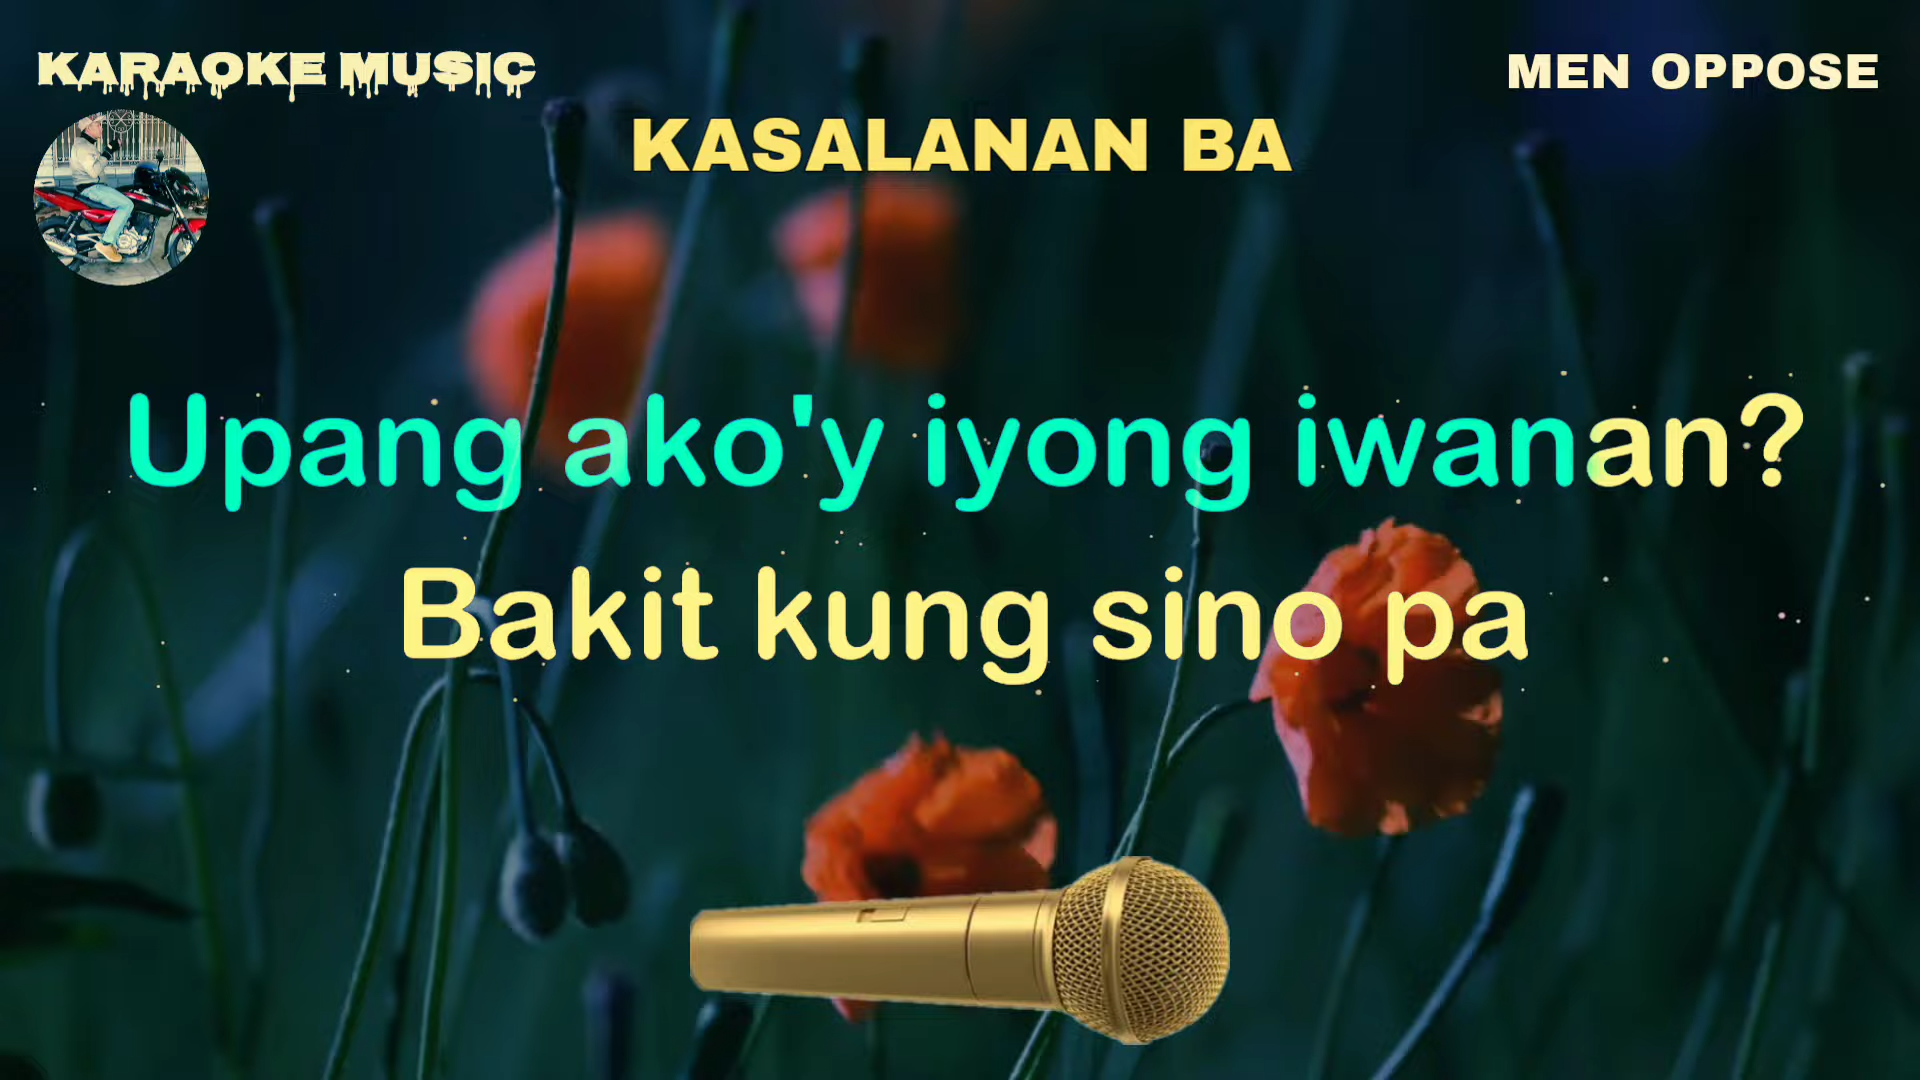 KARAOKE MUSIC
MEN OPPOSE
KASALANAN BA
Upang ako'y iyong iwanan?
Bakit kung sino pa